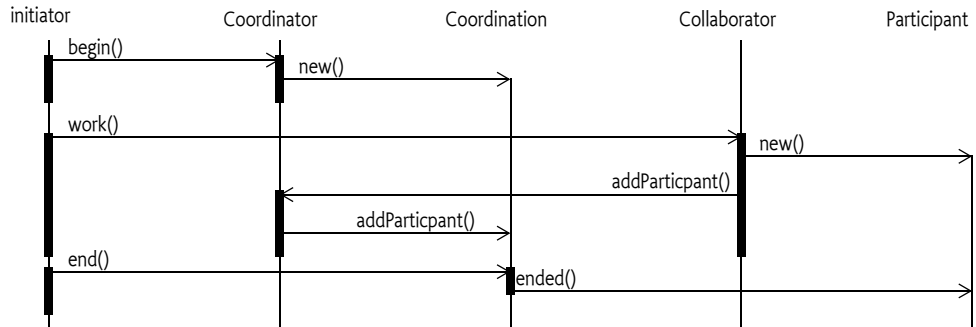 initiator
Coordinator
Coordination
Collaborator
Participant
begin()
new()
work()
new()
addParticpant()
addParticpant()
end()
ended()